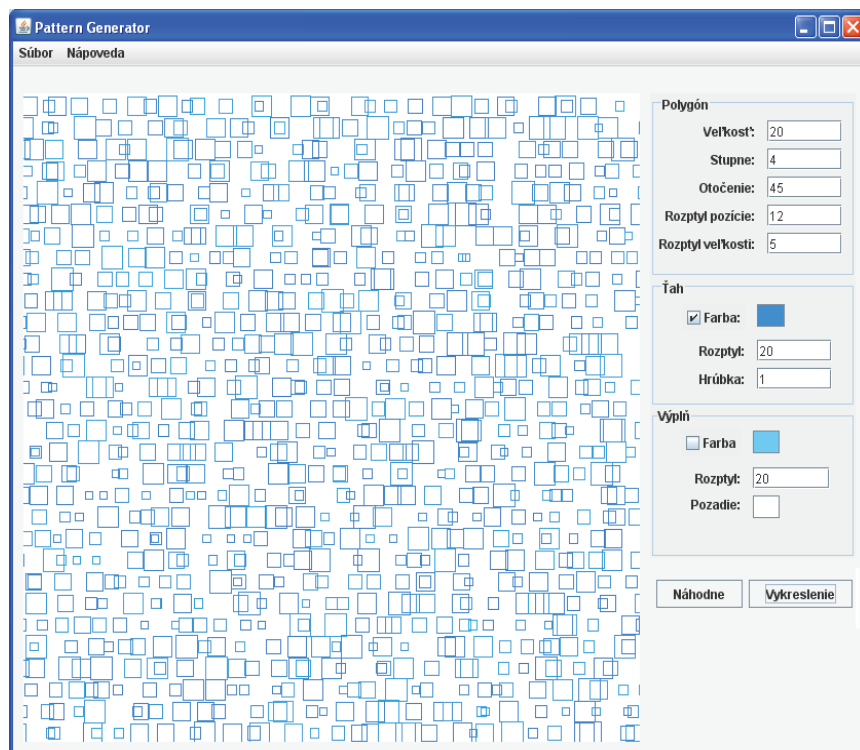 Pattern Generator
Súbor Nápoveda
Polygón
Veľkosť: 20
Stupne: 4
Otočenie: 45
Rozptyl pozície: 12
Rozptyl veľkosti: 5
Ťah
Farba:
Rozptyl: 20
Hrúbka: 1
Výplň
Farba
Rozptyl: 20
Pozadie:
Náhodne Vykreslenie